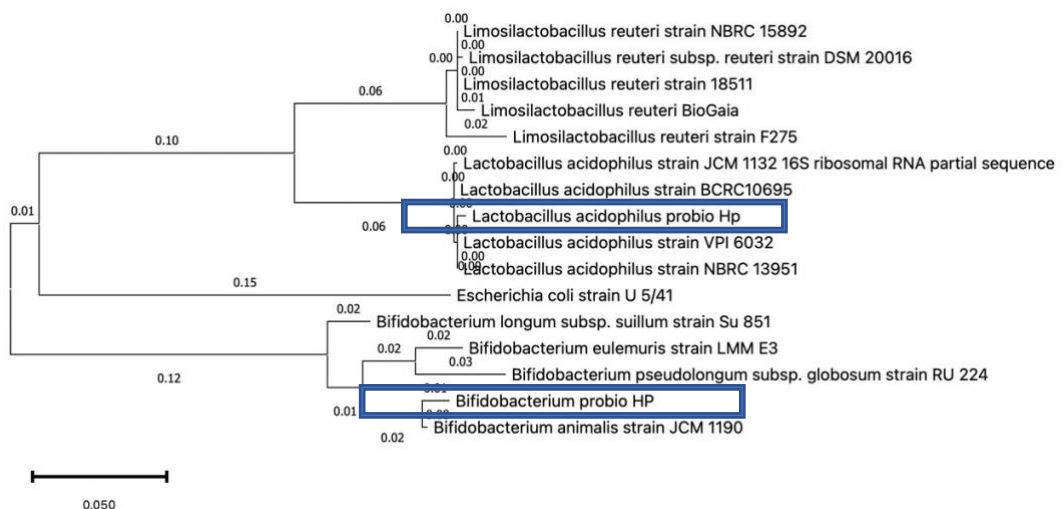 0.00
Limosilactobacillus reuteri strain NBRC 15892
0.00
0.00
Limosilactobacillus reuteri subsp. reuteri strain DSM 20016
0.00
0.06
Limosilactobacillus reuteri strain 18511
0.01
Limosilactobacillus reuteri BioGaia
0.02
Limosilactobacillus reuteri strain F275
0.10
0.00
Lactobacillus acidophilus strain JCM 1132 16S ribosomal RNA partial sequence
0.00
Lactobacillus acidophilus strain BCRC10695
0.01
Lactobacillus acidophilus probio Hp
0.06
Lactobacillus acidophilus strain VPI 6032
0.00
0.00
Lactobacillus acidophilus strain NBRC 13951
0.15
Escherichia coli strain U 5/41
0.02
Bifidobacterium longum subsp. suillum strain Su 851
0.02
0.02
Bifidobacterium eulemuris strain LMM E3
0.03
Bifidobacterium pseudolongum subsp. globosum strain RU 224
0.12
Bifidobacterium probio HP
0.01
Bifidobacterium animalis strain JCM 1190
0.02
0.050